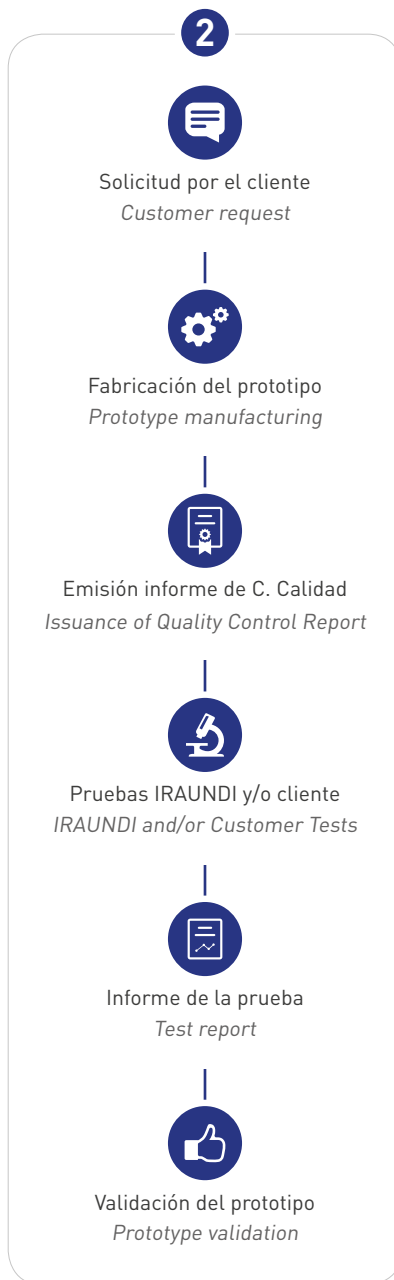 2
Solicitud por el cliente
Customer request
Fabricación del prototipo
Prototype manufacturing
Emisión informe de C. Calidad
Issuance of Quality Control Report
Pruebas IRAUNDI y/o cliente
IRAUNDI and/or Customer Tests
Informe de la prueba
Test report
Validación del prototipo
Prototype validation